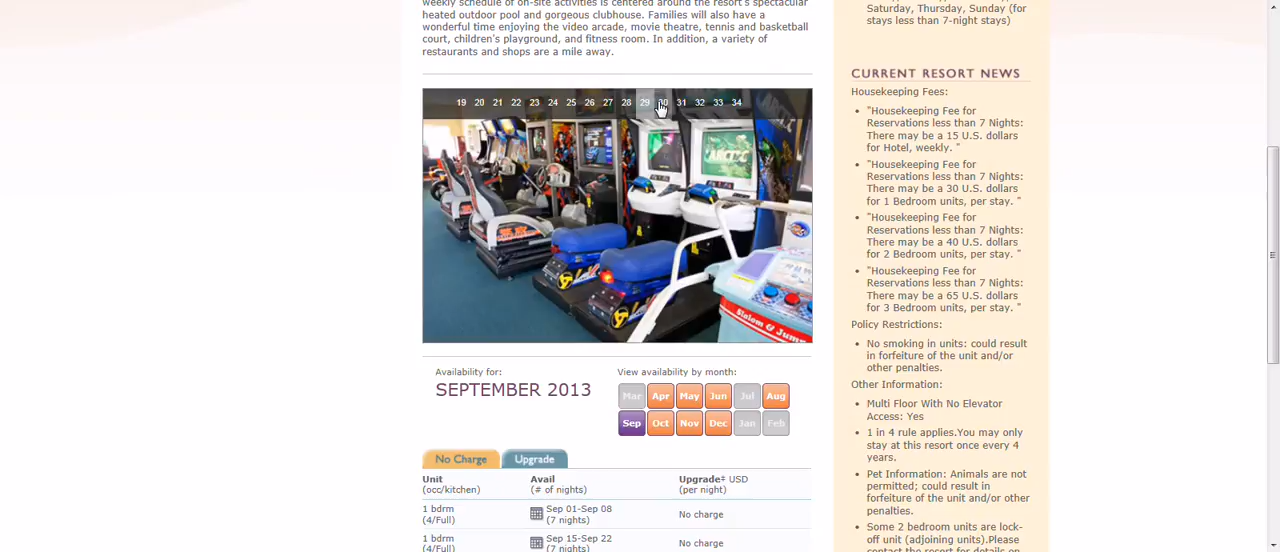 weekly schedule of on-site activities is centered around the resort's spectacular
heated outdoor pool and gorgeous clubhouse. Families will also have a
wonderful time enjoying the video arcade, movie theatre, tennis and basketball
court, children's playground, and fitness room. In addition, a variety of
restaurants and shops are a mile away.
19 20 21 22 23 24 25 26 27 28 29 30 31 32 33 34
ARCTIC
Slalom & Jump
Availability for:
SEPTEMBER 2013
View availability by month:
Mar Apr May Jun Jul Aug
Sep Oct Nov Dec Jan Feb
No Charge Upgrade
Unit Avail Upgrade‡ USD
(occ/kitchen) (# of nights) (per night)
1 bdrm Sep 01-Sep 08 No charge
(4/Full) (7 nights)
1 bdrm Sep 15-Sep 22 No charge
(4/Full) (7 nights)
Saturday, Thursday, Sunday (for
stays less than 7-night stays)
CURRENT RESORT NEWS
Housekeeping Fees:
• "Housekeeping Fee for
Reservations less than 7 Nights:
There may be a 15 U.S. dollars
for Hotel, weekly. "
• "Housekeeping Fee for
Reservations less than 7 Nights:
There may be a 30 U.S. dollars
for 1 Bedroom units, per stay. "
• "Housekeeping Fee for
Reservations less than 7 Nights:
There may be a 40 U.S. dollars
for 2 Bedroom units, per stay. "
• "Housekeeping Fee for
Reservations less than 7 Nights:
There may be a 65 U.S. dollars
for 3 Bedroom units, per stay. "
Policy Restrictions:
• No smoking in units: could result
in forfeiture of the unit and/or
other penalties.
Other Information:
• Multi Floor With No Elevator
Access: Yes
• 1 in 4 rule applies.You may only
stay at this resort once every 4
years.
• Pet Information: Animals are not
permitted; could result in
forfeiture of the unit and/or other
penalties.
• Some 2 bedroom units are lock-
off unit (adjoining units).Please
contact the resort for details on